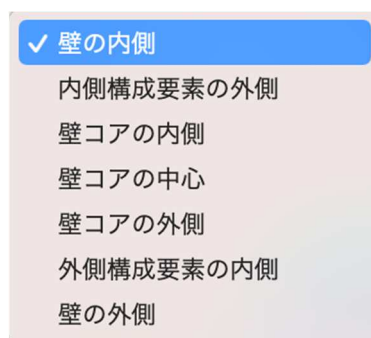 壁の内側
内側構成要素の外側
壁コアの内側
壁コアの中心
壁コアの外側
外側構成要素の内側
壁の外側